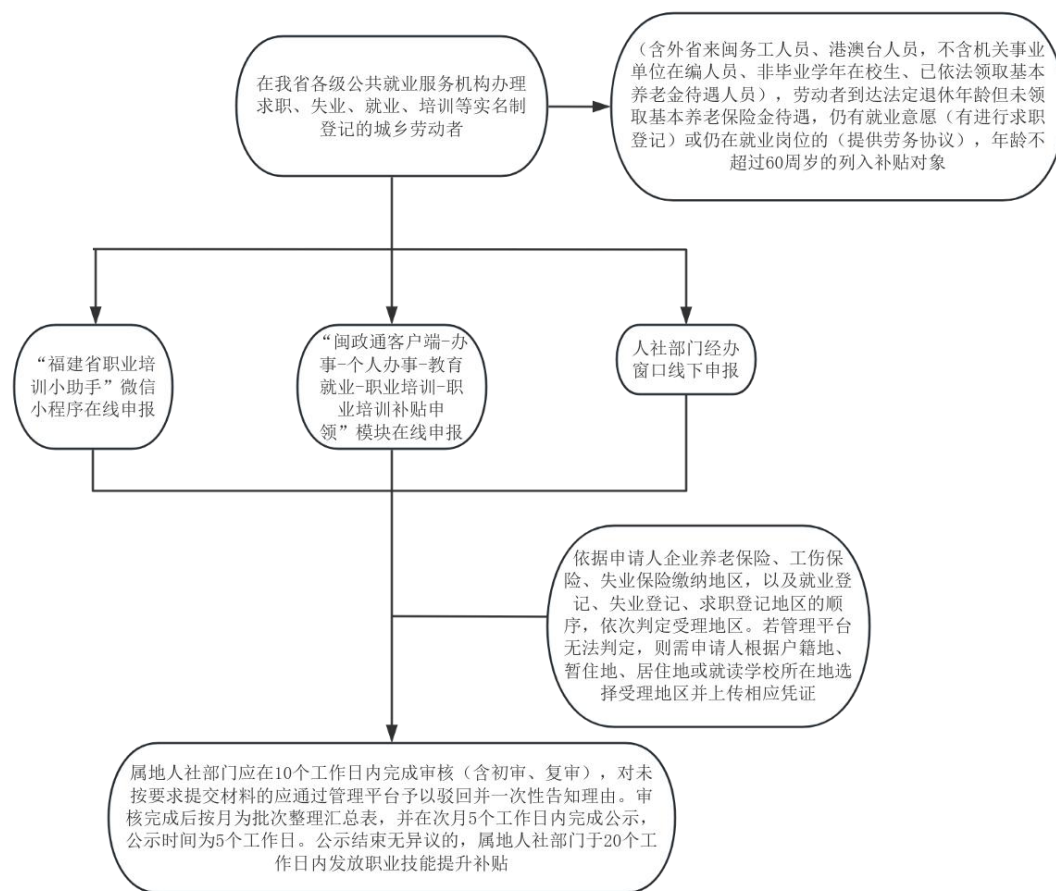 在我省各级公共就业服务机构办理
求职、失业、就业、培训等实名制
登记的城乡劳动者
（含外省来闽务工人员、港澳台人员，不含机关事业
单位在编人员、非毕业学年在校生、已依法领取基本
养老金待遇人员），劳动者到达法定退休年龄但未领
取基本养老保险金待遇，仍有就业意愿（有进行求职
登记）或仍在就业岗位的（提供劳务协议），年龄不
超过60周岁的列入补贴对象
“福建省职业培
训小助手”微信
小程序在线申报
“闽政通客户端-办
事-个人办事-教育
就业-职业培训-职
业培训补贴申
领”模块在线申报
人社部门经办
窗口线下申报
依据申请人企业养老保险、工伤保
险、失业保险缴纳地区，以及就业登
记、失业登记、求职登记地区的顺
序，依次判定受理地区。若管理平台
无法判定，则需申请人根据户籍地、
暂住地、居住地或就读学校所在地选
择受理地区并上传相应凭证
属地人社部门应在10个工作日内完成审核（含初审、复审），对未
按要求提交材料的应通过管理平台予以驳回并一次性告知理由。审
核完成后按月为批次整理汇总表，并在次月5个工作日内完成公示，
公示时间为5个工作日。公示结束无异议的，属地人社部门于20个工
作日内发放职业技能提升补贴